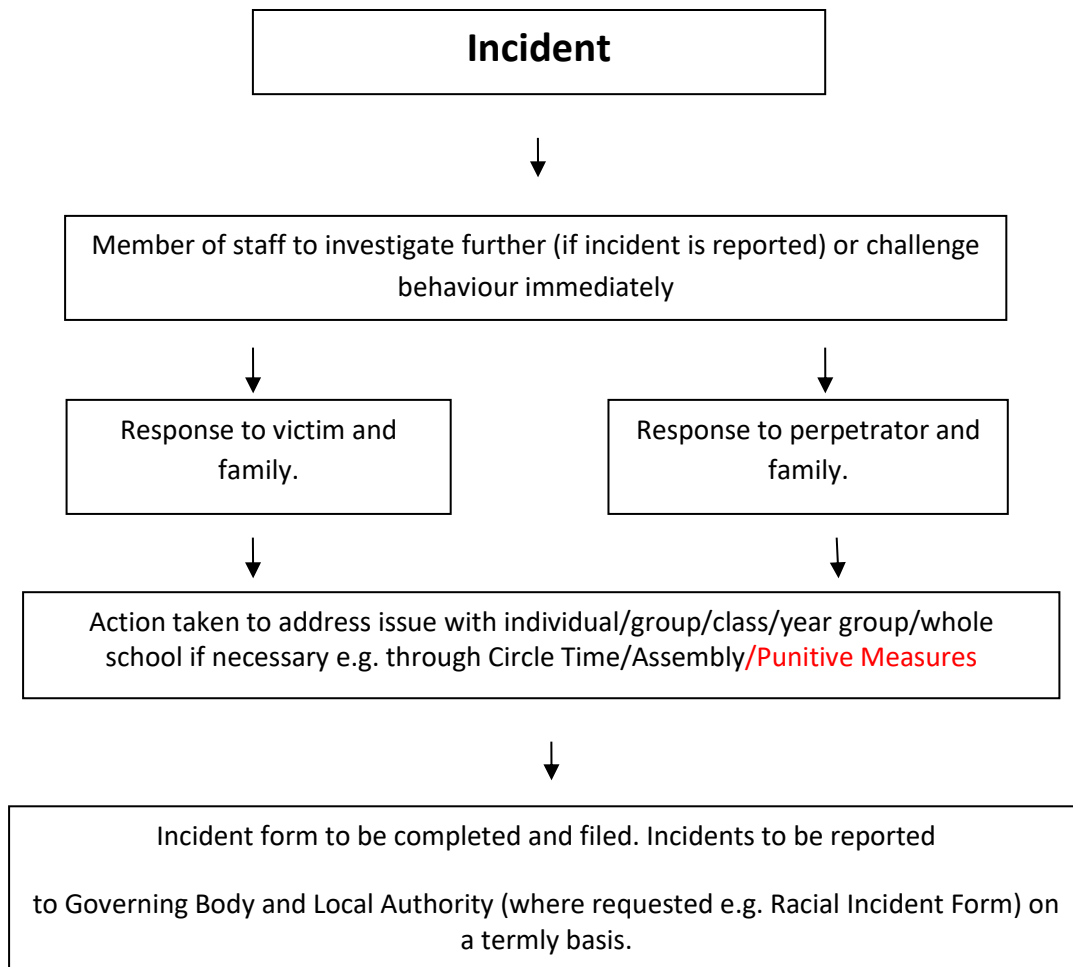 Incident
Member of staff to investigate further (if incident is reported) or challenge
behaviour immediately
Response to victim and
family.
Response to perpetrator and
family.
Action taken to address issue with individual/group/class/year group/whole
school if necessary e.g. through Circle Time/Assembly/Punitive Measures
Incident form to be completed and filed. Incidents to be reported
to Governing Body and Local Authority (where requested e.g. Racial Incident Form) on
a termly basis.